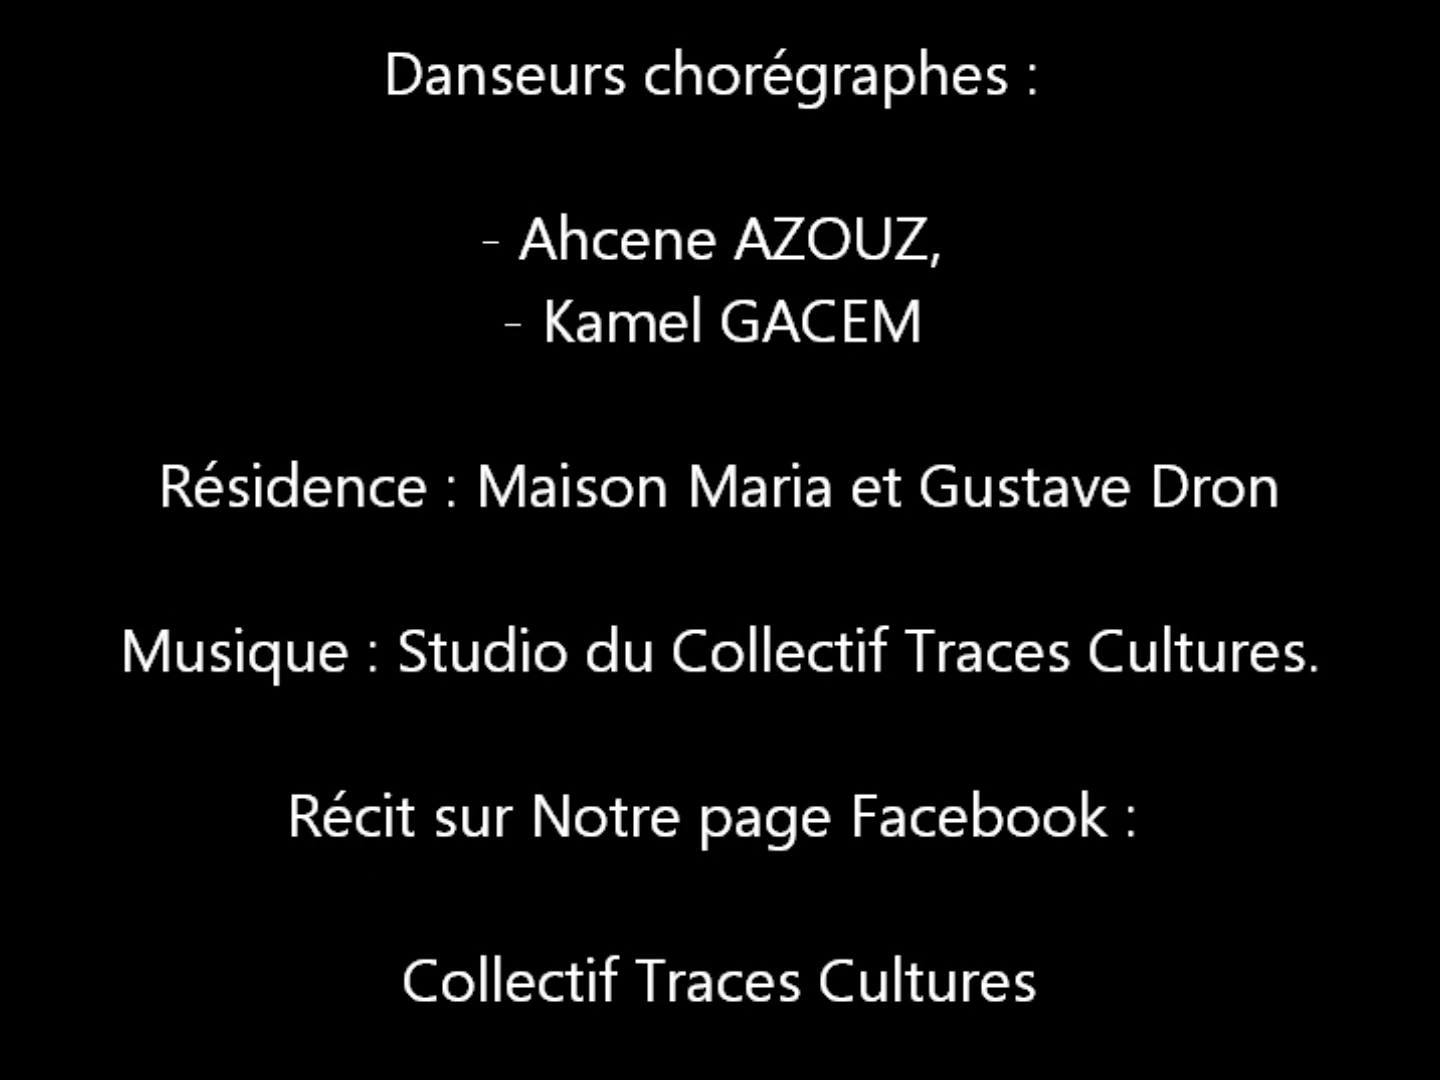 Danseurs chorégraphes :
- Ahcene AZOUZ,
- Kamel GACEM
Résidence : Maison Maria et Gustave Dron
Musique : Studio du Collectif Traces Cultures.
Récit sur Notre page Facebook :
Collectif Traces Cultures